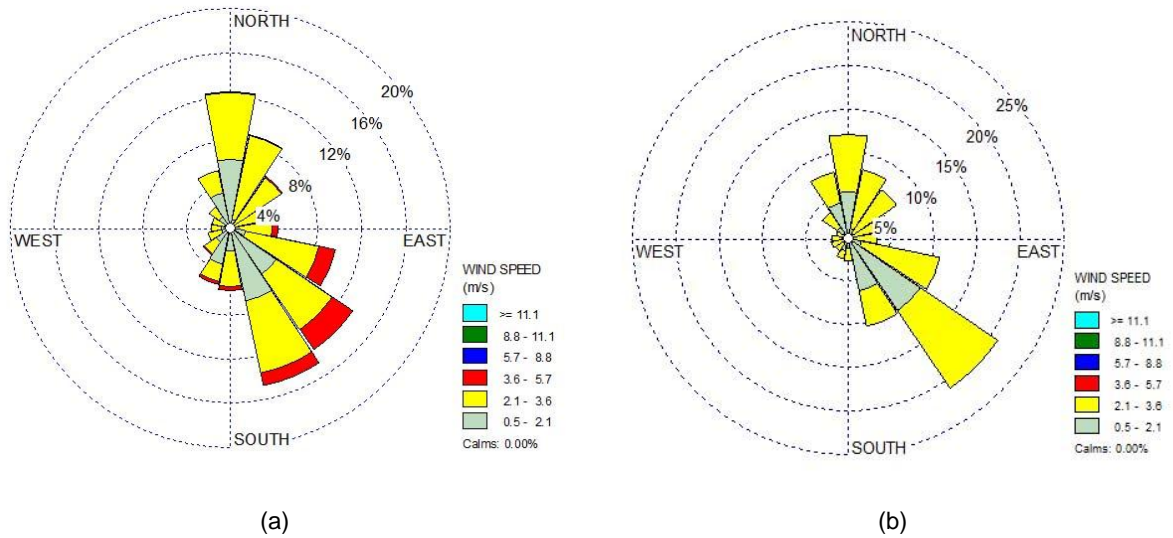 NORTH
20%
16%
12%
8%
4%
WEST
EAST
SOUTH
WIND SPEED
(m/s)
>= 11.1
8.8 - 11.1
5.7 - 8.8
3.6 - 5.7
2.1 - 3.6
0.5 - 2.1
Calms: 0.00%
(a)
NORTH
25%
20%
15%
10%
5%
WEST
EAST
SOUTH
WIND SPEED
(m/s)
>= 11.1
8.8 - 11.1
5.7 - 8.8
3.6 - 5.7
2.1 - 3.6
0.5 - 2.1
Calms: 0.00%
(b)